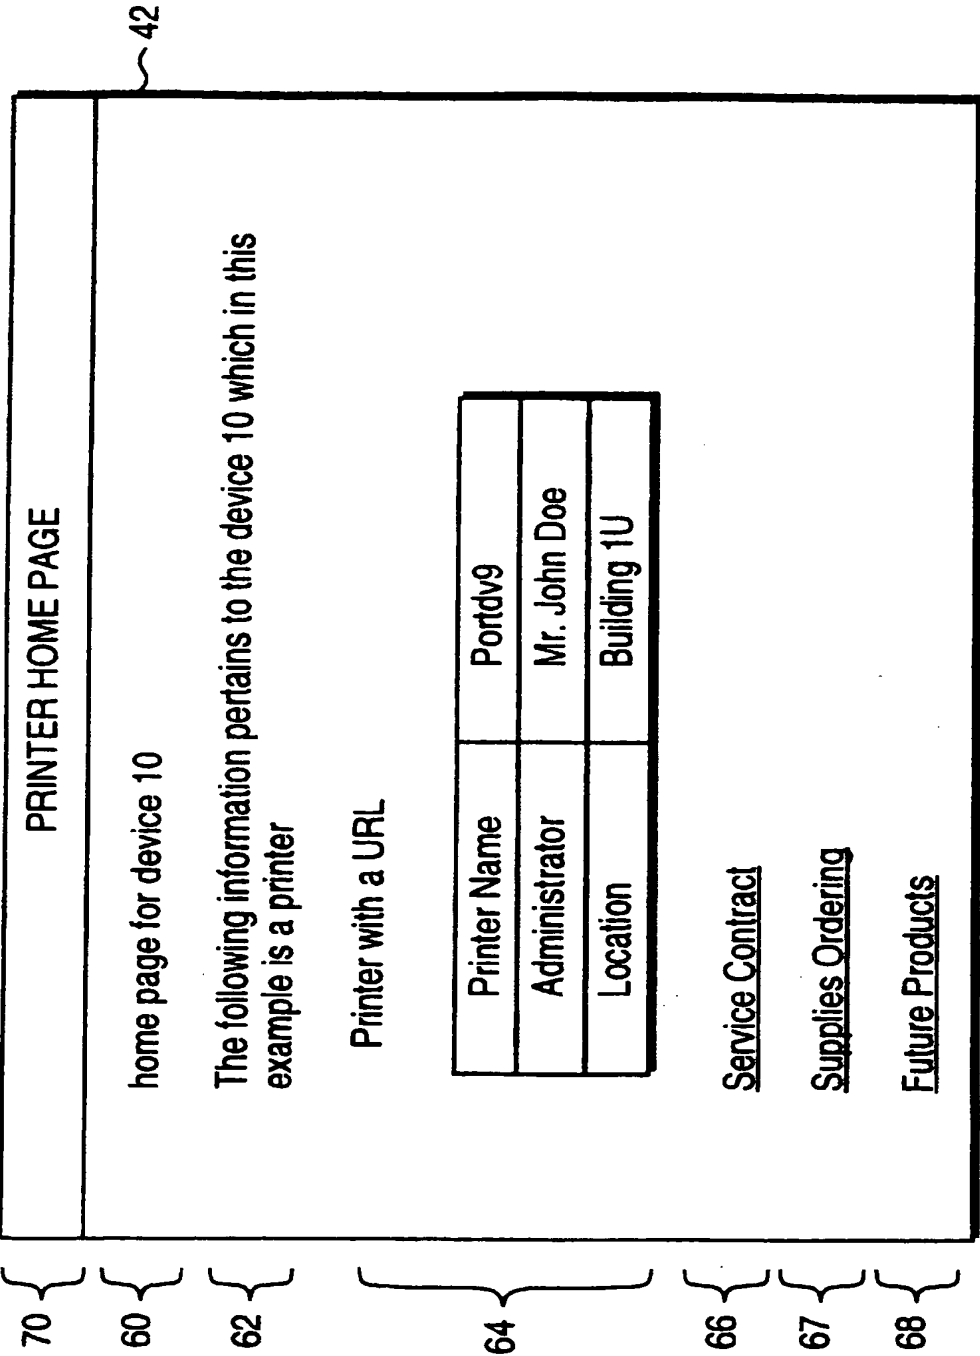 42
70
PRINTER HOME PAGE
60
home page for device 10
62
The following information pertains to the device 10 which in this
example is a printer
64
Printer with a URL
Printer Name Portdv9
Administrator Mr. John Doe
Location Building 1U
66
Service Contract
67
Supplies Ordering
68
Future Products